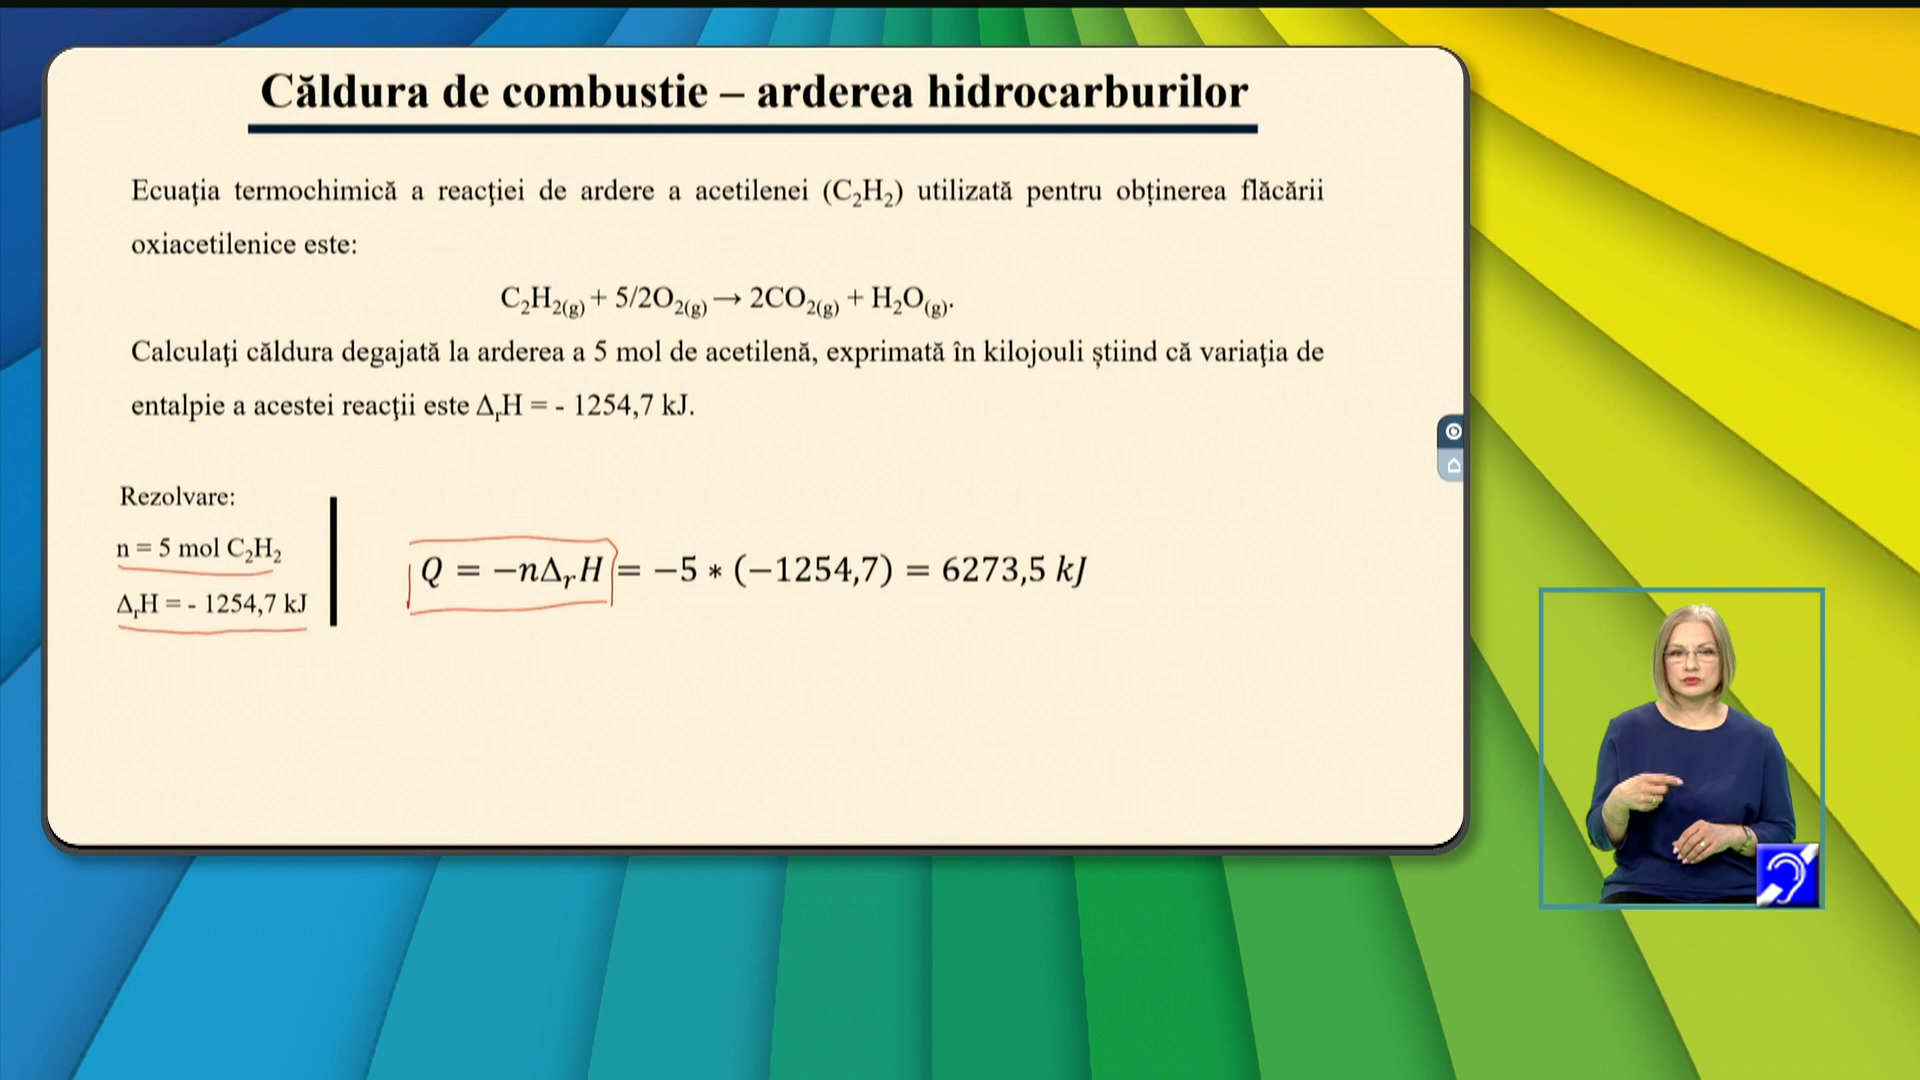 Căldura de combustie – arderea hidrocarburilor
Ecuaţia termochimică a reacţiei de ardere a acetilenei (C₂H₂) utilizată pentru obținerea flăcării
oxiacetilenice este:
C₂H₂(g) + 5/2O₂(g) → 2CO₂(g) + H₂O(g).
Calculaţi căldura degajată la arderea a 5 mol de acetilenă, exprimată în kilojouli știind că variaţia de
entalpie a acestei reacţii este ΔᵣH = - 1254,7 kJ.
Rezolvare:
n = 5 mol C₂H₂
ΔᵣH = - 1254,7 kJ
Q = −nΔᵣH = −5 * (−1254,7) = 6273,5 kJ